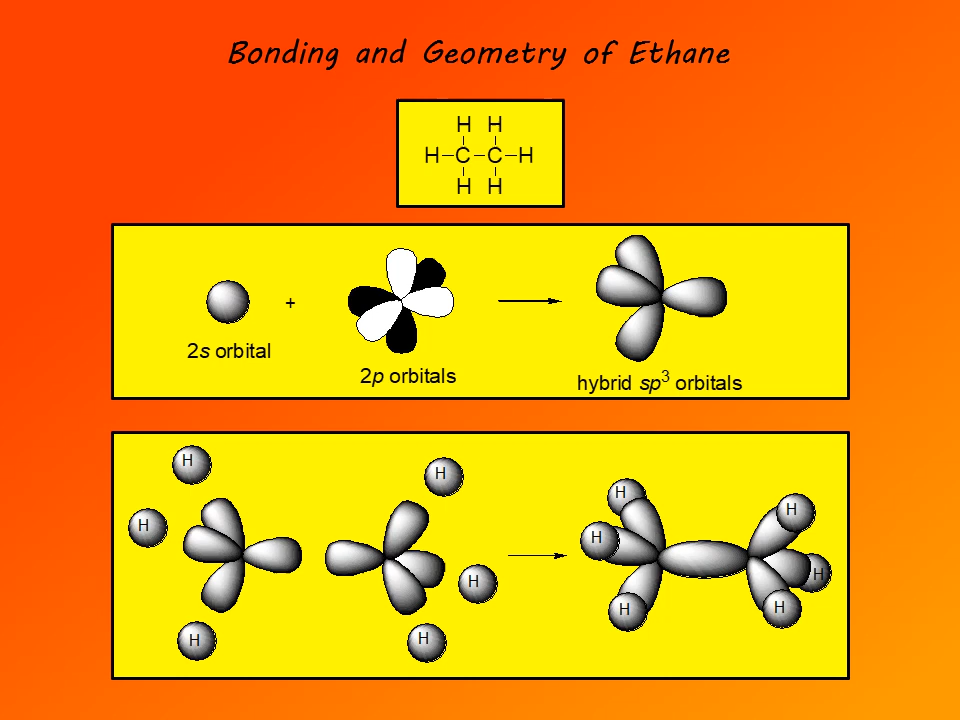 Bonding and Geometry of Ethane
H H
H–C–C–H
H H
+
2s orbital
2p orbitals
hybrid sp³ orbitals
H
H
H
H
H
H
H
H
H
H
H
H